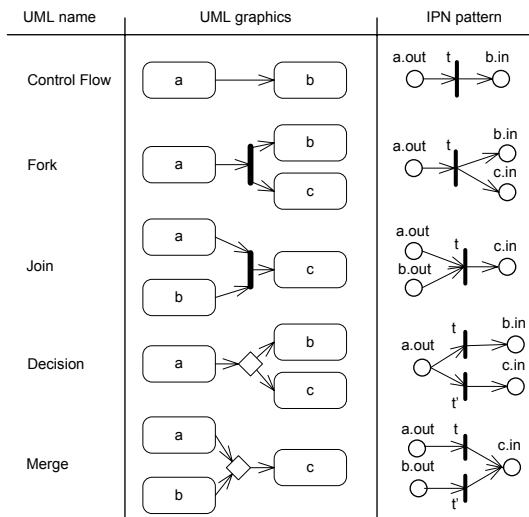 UML name UML graphics IPN pattern
Control Flow a b a.out t b.in
Fork a b c a.out t b.in c.in
Join a b c a.out b.out t c.in
Decision a b c a.out t t' b.in c.in
Merge a b c a.out b.out t t' c.in